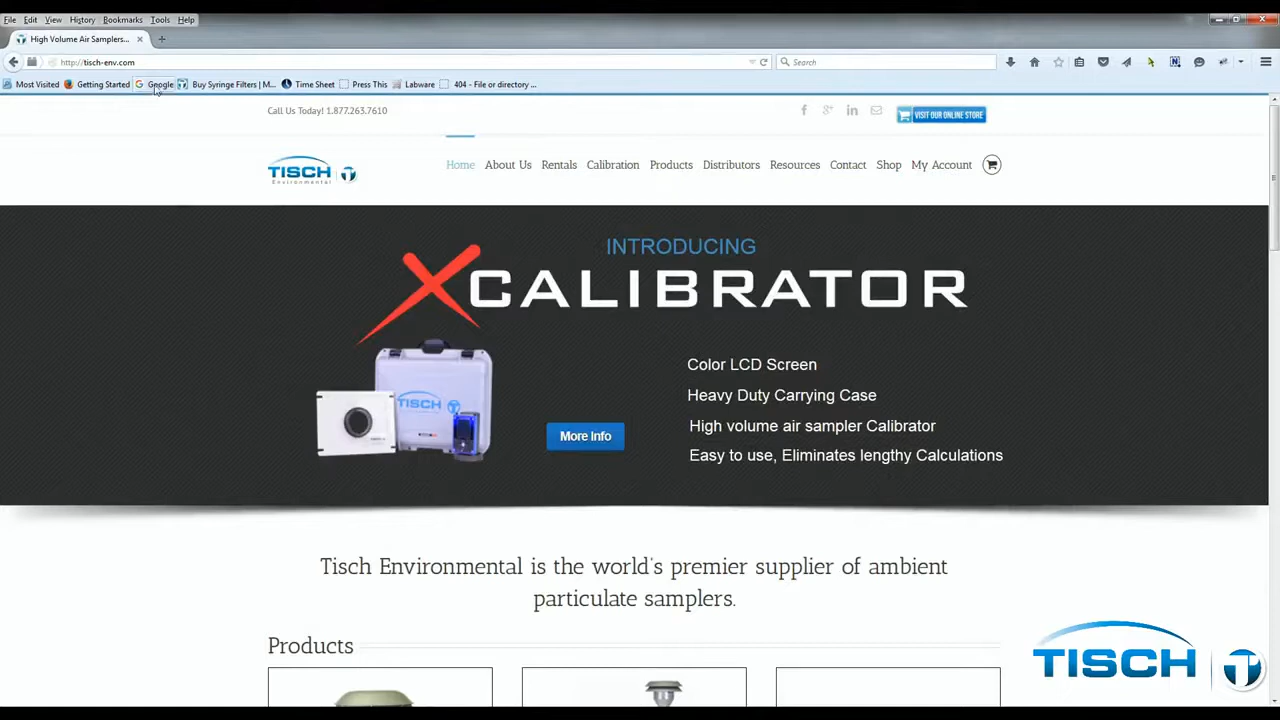 File Edit View History Bookmarks Tools Help
High Volume Air Samplers...
http://tisch-env.com
Search
Most Visited Getting Started Google Buy Syringe Filters | M... Time Sheet Press This Labware 404 - File or directory ...
Call Us Today! 1.877.263.7610
VISIT OUR ONLINE STORE
TISCH
Environmental
Home About Us Rentals Calibration Products Distributors Resources Contact Shop My Account
INTRODUCING
XCALIBRATOR
Color LCD Screen
Heavy Duty Carrying Case
TISCH
High volume air sampler Calibrator
More Info
Easy to use, Eliminates lengthy Calculations
Tisch Environmental is the world's premier supplier of ambient
particulate samplers.
Products
TISCH